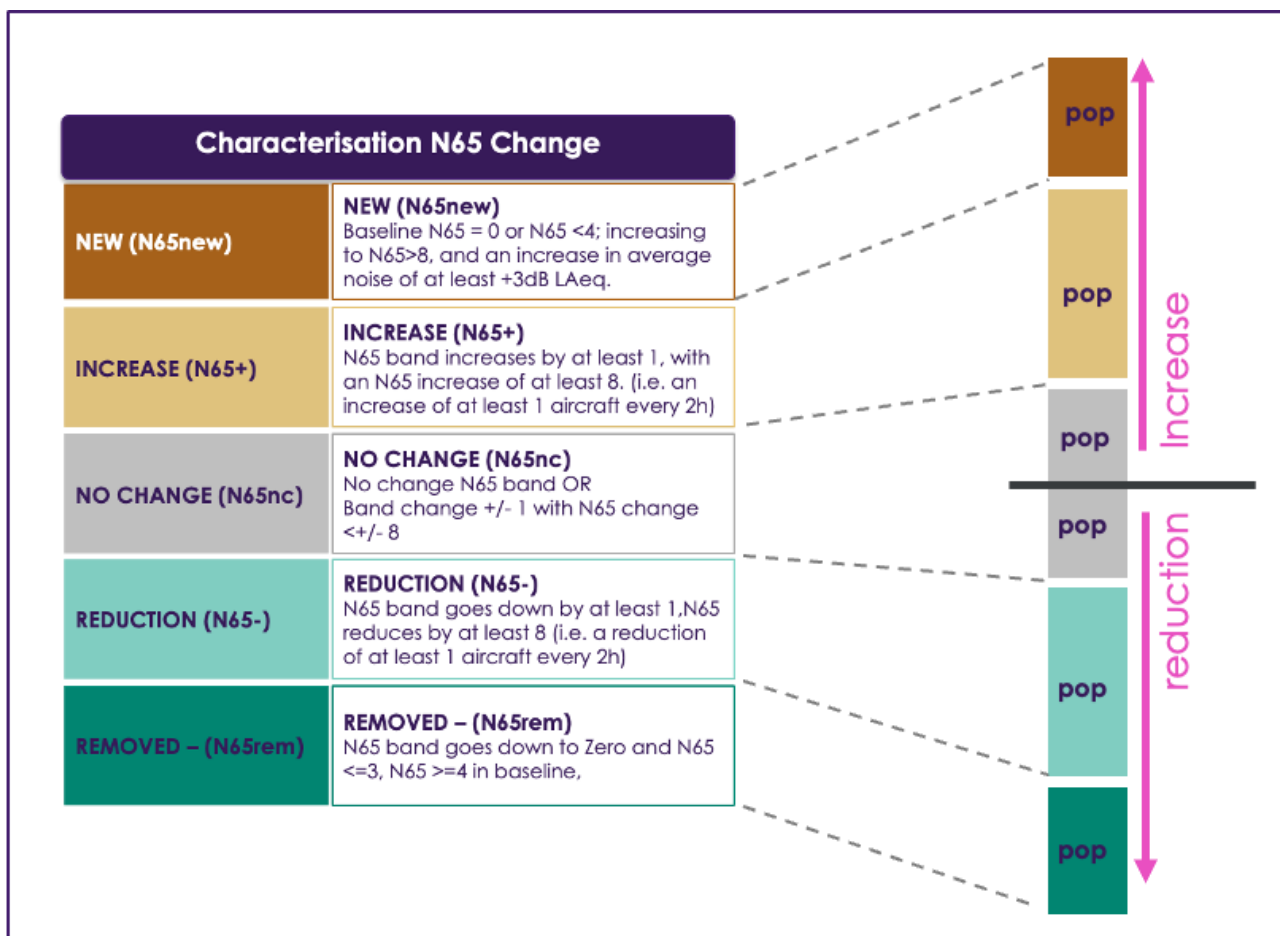 Characterisation N65 Change
NEW (N65new)
NEW (N65new)
Baseline N65 = 0 or N65 <4; increasing
to N65>8, and an increase in average
noise of at least +3dB LAeq.
INCREASE (N65+)
INCREASE (N65+)
N65 band increases by at least 1, with
an N65 increase of at least 8. (i.e. an
increase of at least 1 aircraft every 2h)
NO CHANGE (N65nc)
NO CHANGE (N65nc)
No change N65 band OR
Band change +/- 1 with N65 change
<+/- 8
REDUCTION (N65-)
REDUCTION (N65-)
N65 band goes down by at least 1,N65
reduces by at least 8 (i.e. a reduction
of at least 1 aircraft every 2h)
REMOVED – (N65rem)
REMOVED – (N65rem)
N65 band goes down to Zero and N65
<=3, N65 >=4 in baseline,
pop
pop
pop
pop
pop
pop
Increase
reduction